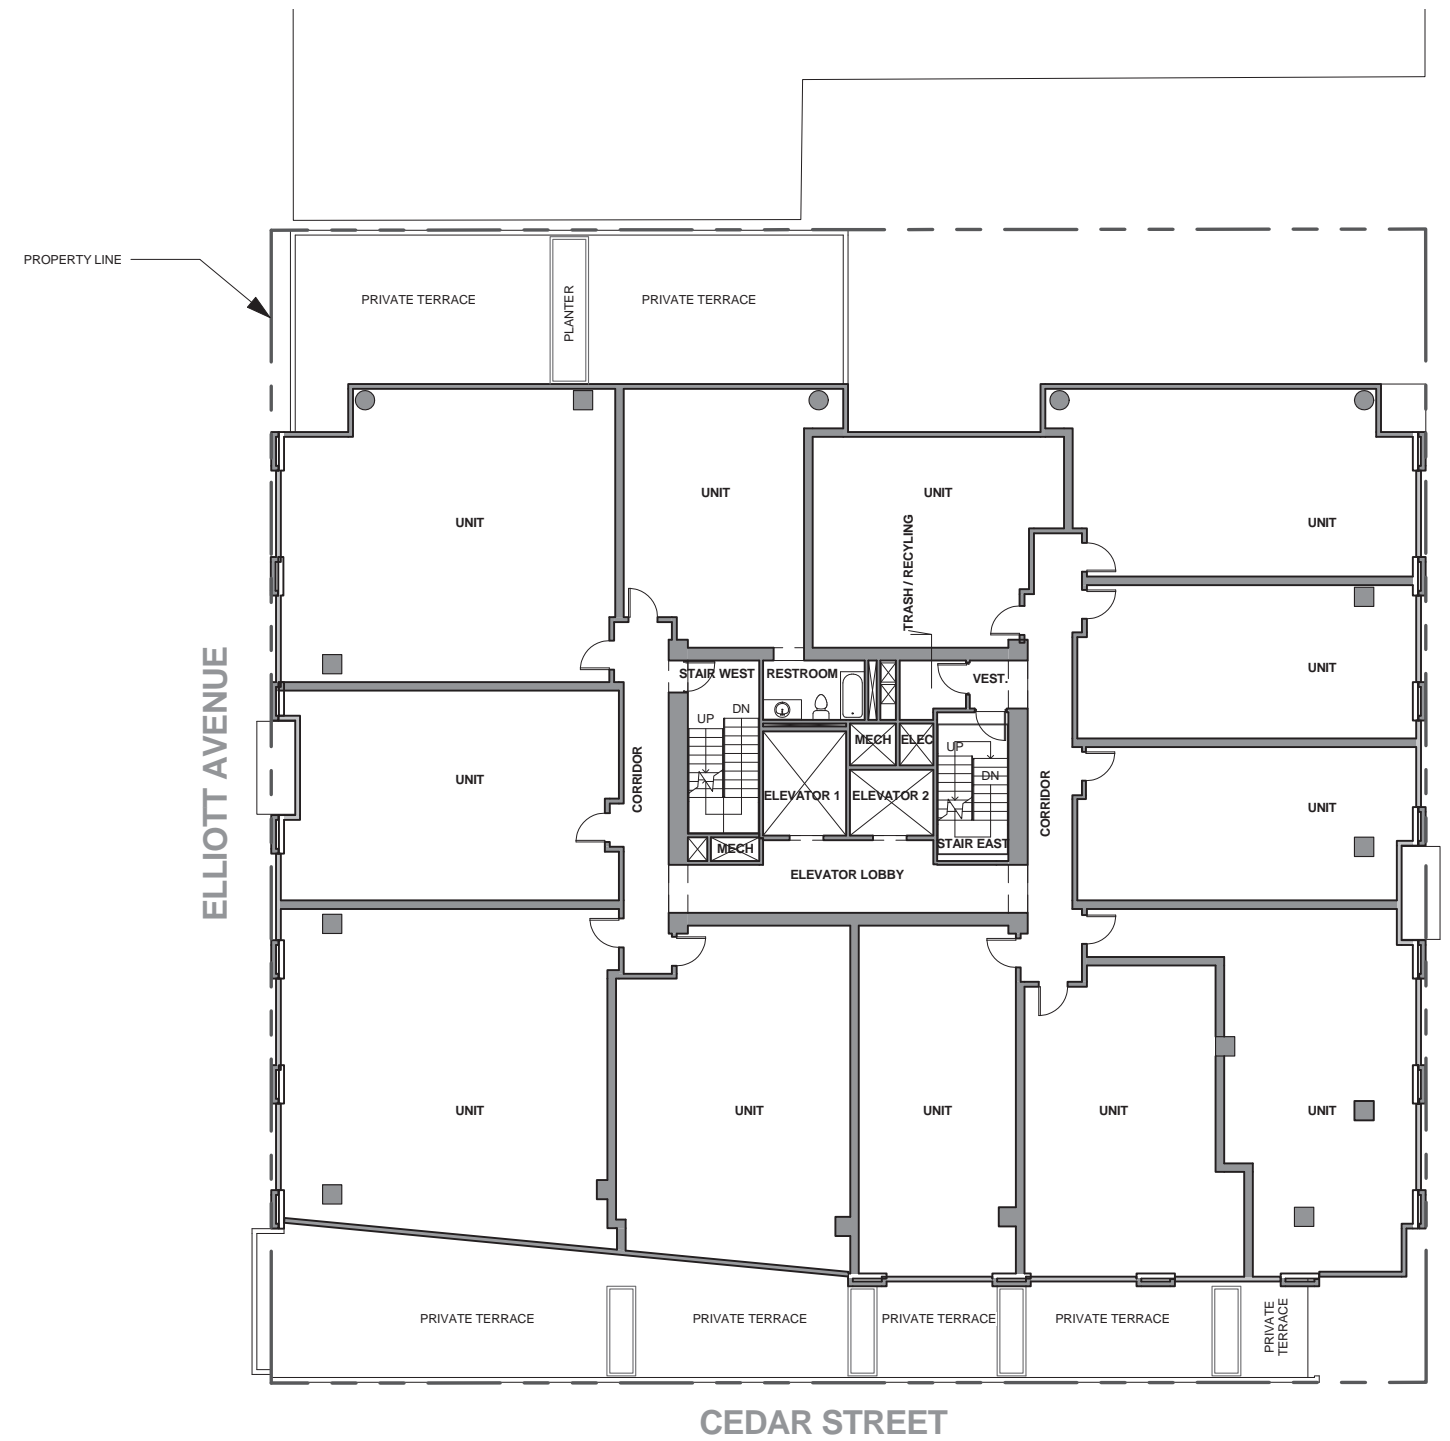 PROPERTY LINE
PRIVATE TERRACE
PLANTER
PRIVATE TERRACE
UNIT
UNIT
UNIT
UNIT
TRASH / RECYLING
STAIR WEST
RESTROOM
VEST.
UNIT
UP
DN
MECH
ELEC
UP
DN
ELLIOTT AVENUE
UNIT
CORRIDOR
ELEVATOR 1
ELEVATOR 2
CORRIDOR
UNIT
MECH
STAIR EAST
ELEVATOR LOBBY
UNIT
UNIT
UNIT
UNIT
UNIT
PRIVATE TERRACE
PRIVATE TERRACE
PRIVATE TERRACE
PRIVATE TERRACE
PRIVATE
TERRACE
CEDAR STREET